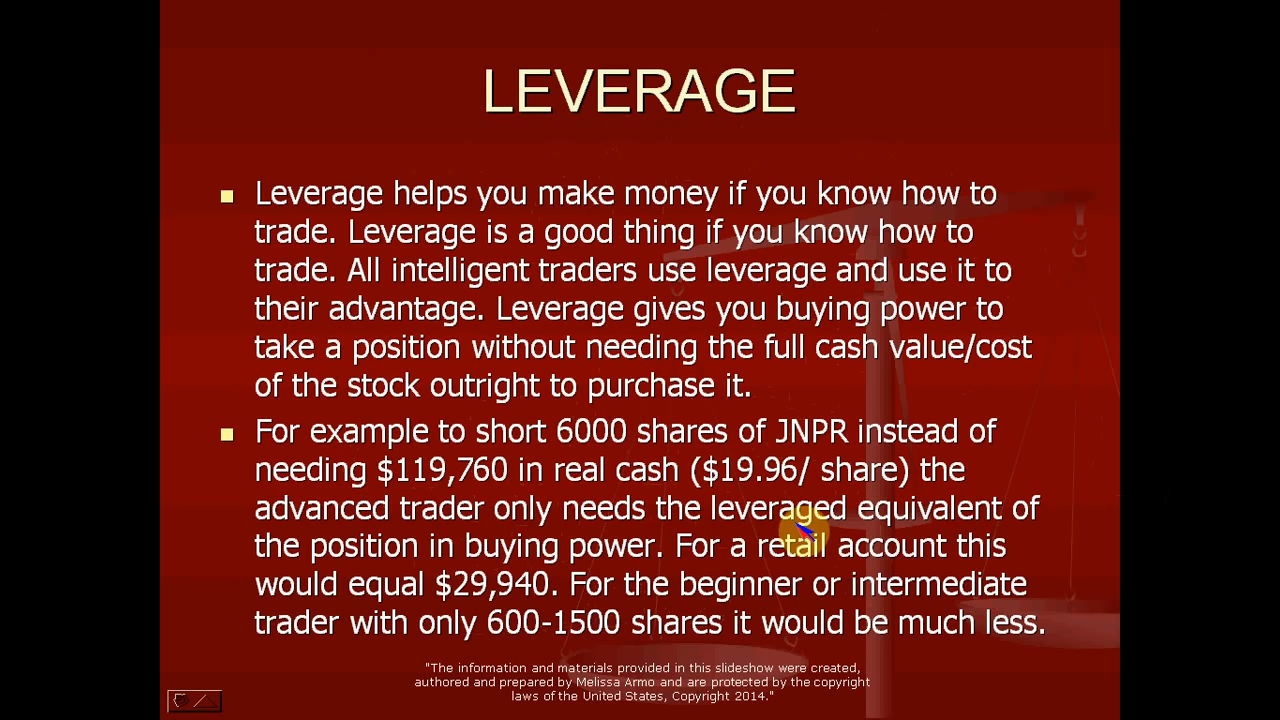 LEVERAGE
Leverage helps you make money if you know how to
trade. Leverage is a good thing if you know how to
trade. All intelligent traders use leverage and use it to
their advantage. Leverage gives you buying power to
take a position without needing the full cash value/cost
of the stock outright to purchase it.
For example to short 6000 shares of JNPR instead of
needing $119,760 in real cash ($19.96/ share) the
advanced trader only needs the leveraged equivalent of
the position in buying power. For a retail account this
would equal $29,940. For the beginner or intermediate
trader with only 600-1500 shares it would be much less.
"The information and materials provided in this slideshow were created,
authored and prepared by Melissa Armo and are protected by the copyright
laws of the United States, Copyright 2014."